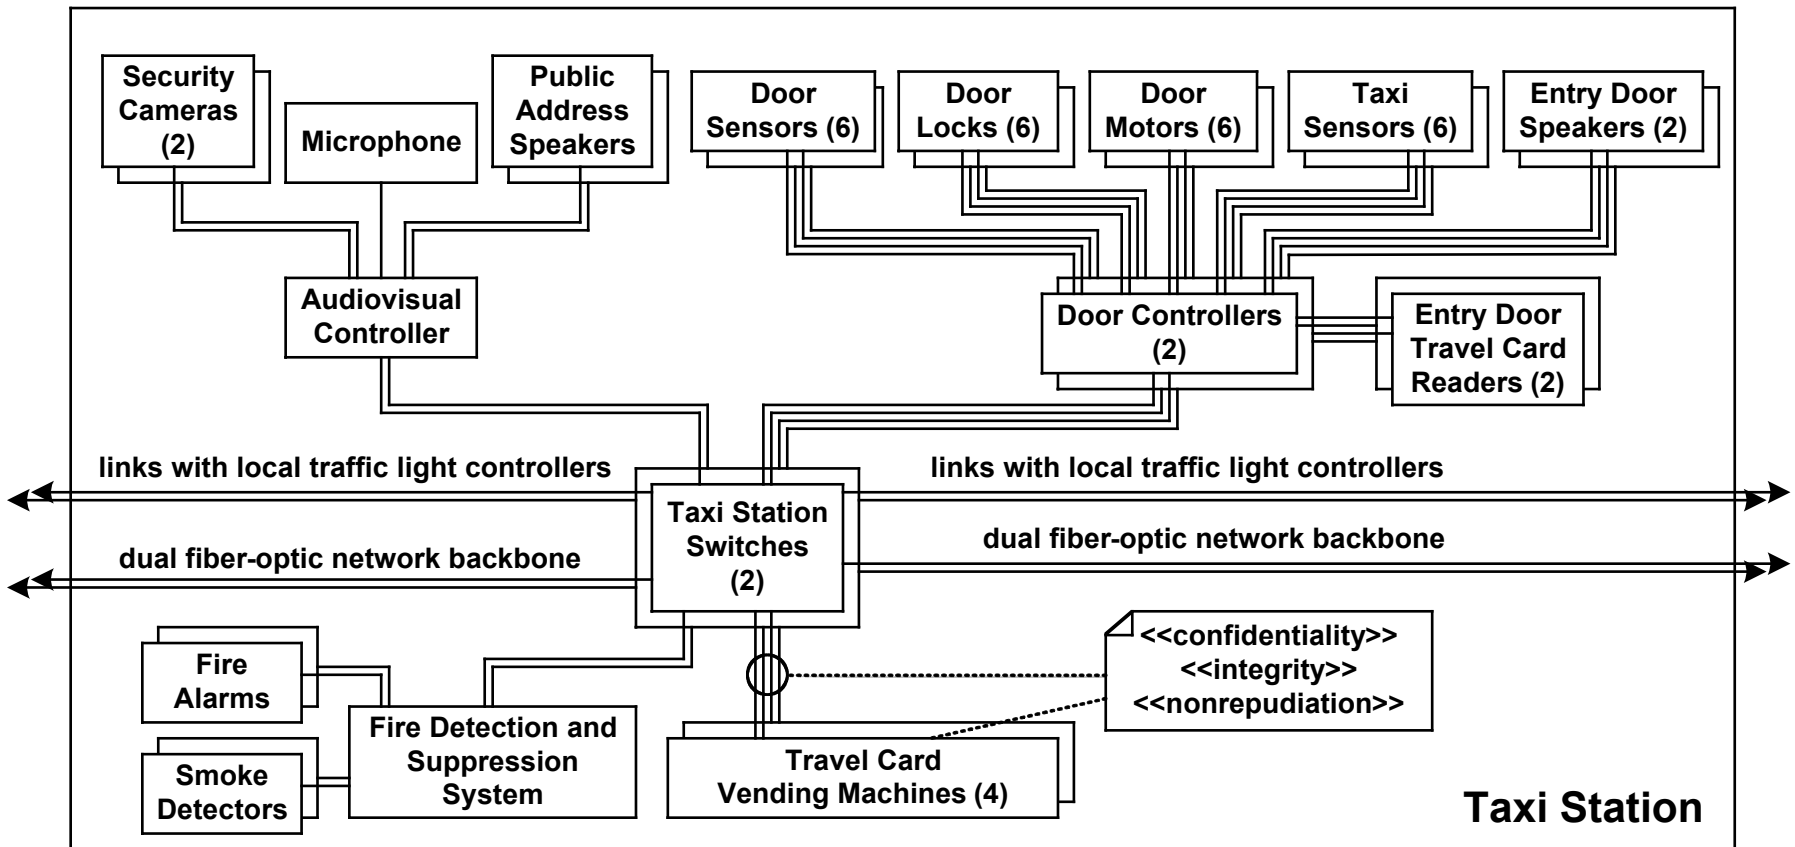 Security
Cameras
(2)
Microphone
Public
Address
Speakers
Door
Sensors (6)
Door
Locks (6)
Door
Motors (6)
Taxi
Sensors (6)
Entry Door
Speakers (2)
Audiovisual
Controller
Door Controllers
(2)
Entry Door
Travel Card
Readers (2)
links with local traffic light controllers
links with local traffic light controllers
Taxi Station
Switches
(2)
dual fiber-optic network backbone
dual fiber-optic network backbone
Fire
Alarms
Smoke
Detectors
Fire Detection and
Suppression
System
Travel Card
Vending Machines (4)
<<confidentiality>>
<<integrity>>
<<nonrepudiation>>
Taxi Station